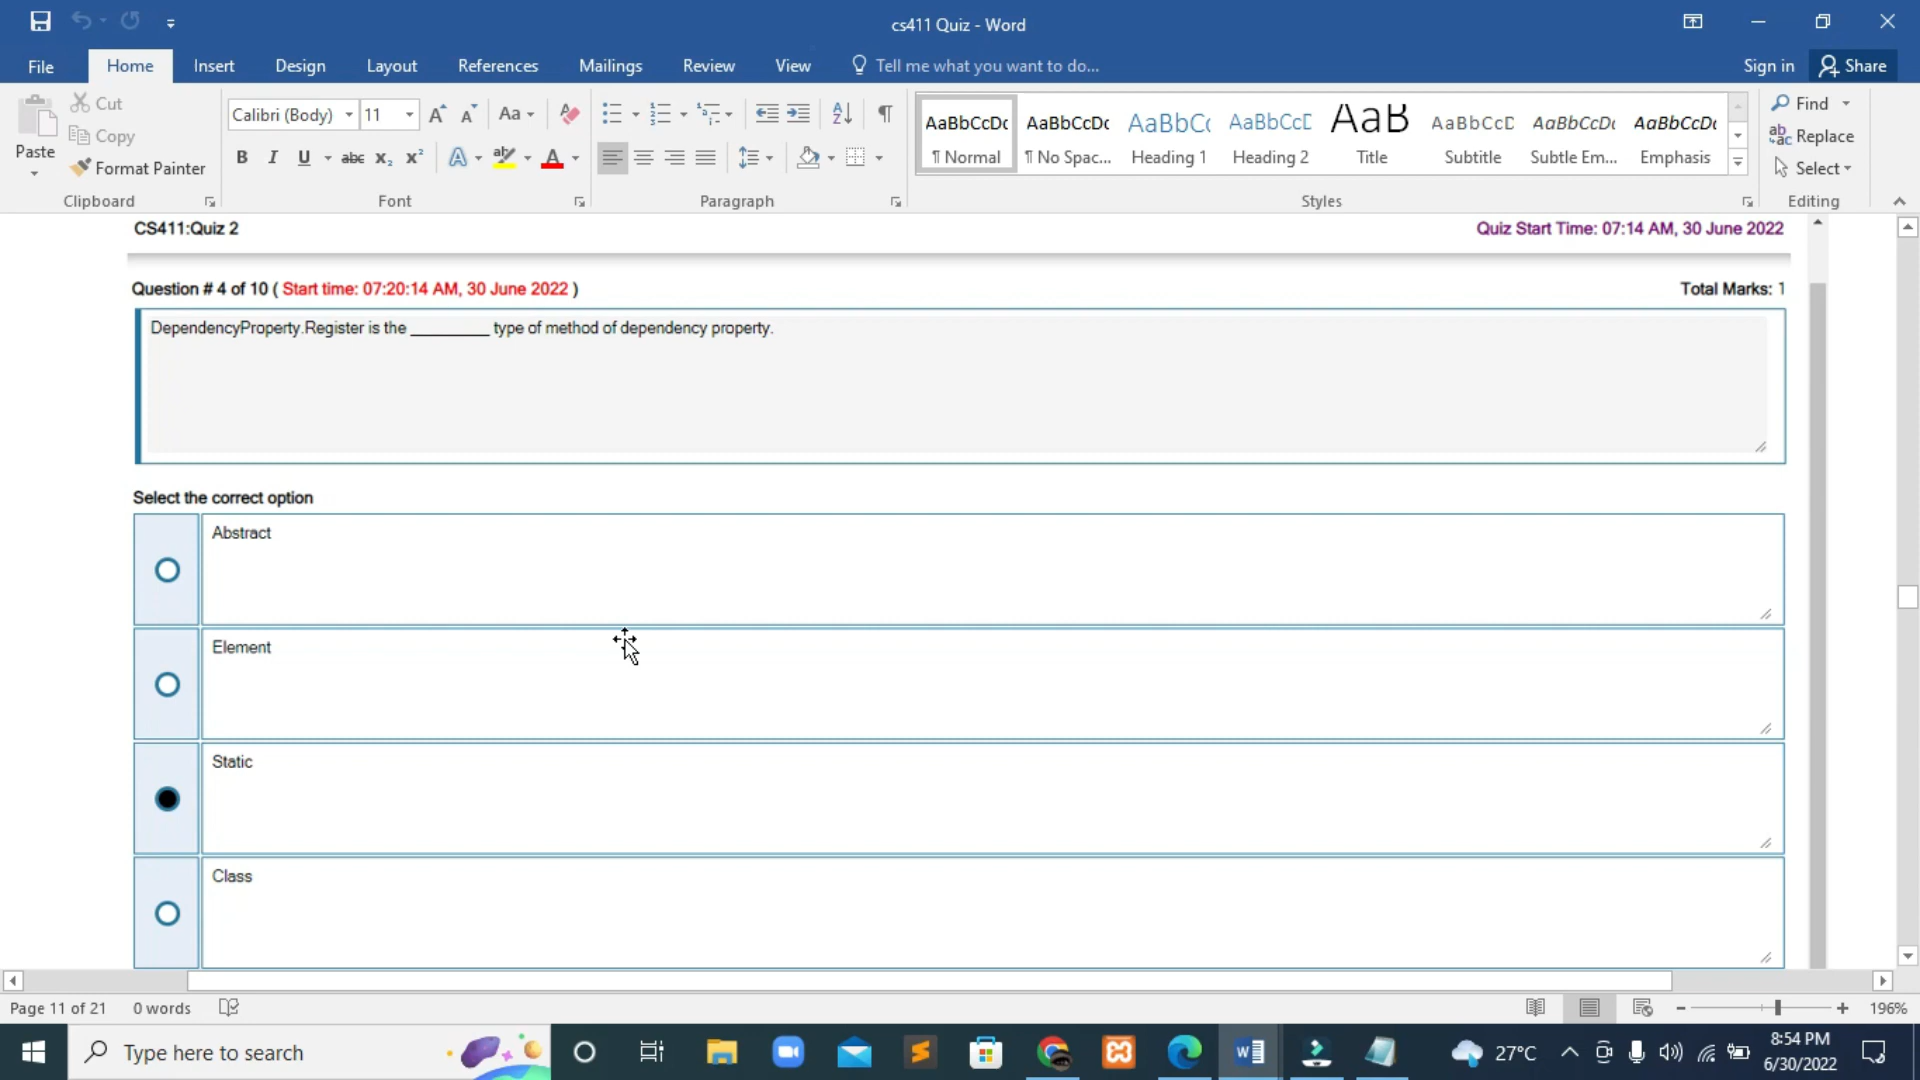 cs411 Quiz - Word
File Home Insert Design Layout References Mailings Review View Tell me what you want to do... Sign in Share
Cut
Copy
Paste
Format Painter
Clipboard
Calibri (Body) 11
Font
Paragraph
AaBbCcDc AaBbCcDc AaBbC AaBbCcD AaB AaBbCcD AaBbCcDc AaBbCcDc
¶ Normal ¶ No Spac... Heading 1 Heading 2 Title Subtitle Subtle Em... Emphasis
Styles
Find
Replace
Select
Editing
CS411:Quiz 2
Quiz Start Time: 07:14 AM, 30 June 2022
Question # 4 of 10 ( Start time: 07:20:14 AM, 30 June 2022 )
Total Marks: 1
DependencyProperty.Register is the _________ type of method of dependency property.
Select the correct option
Abstract
Element
Static
Class
Page 11 of 21 0 words
196%
Type here to search
27°C
8:54 PM
6/30/2022